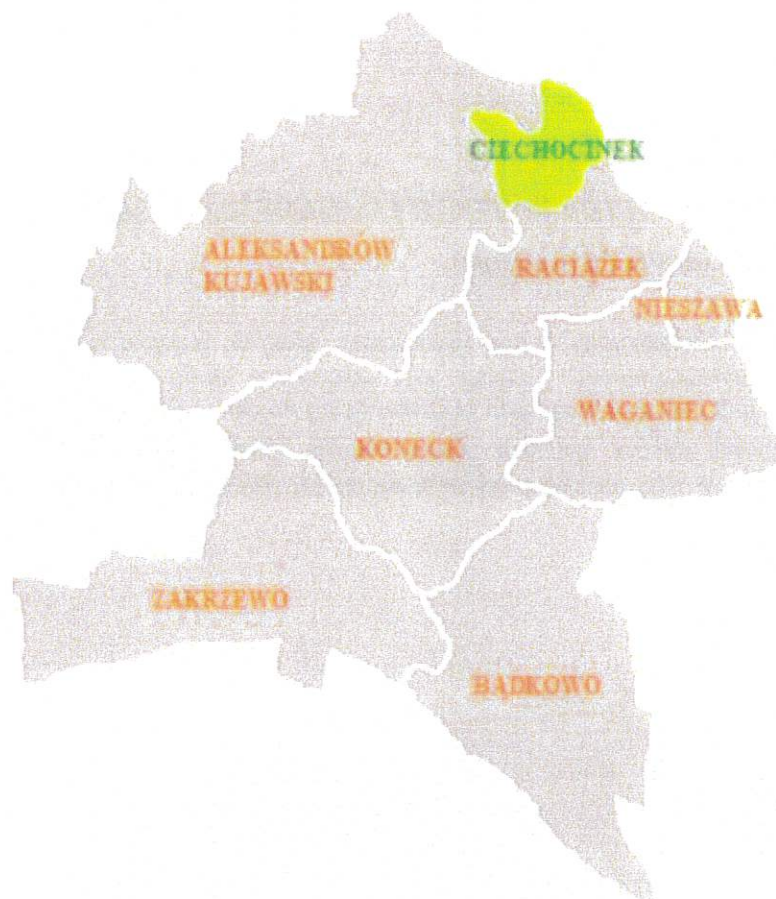 CIECHOCINEK
ALEKSANDRÓW
KUJAWSKI
RACIĄŻEK
NIESZAWA
WAGANIEC
KONECK
ZAKRZEWO
BĄDKOWO